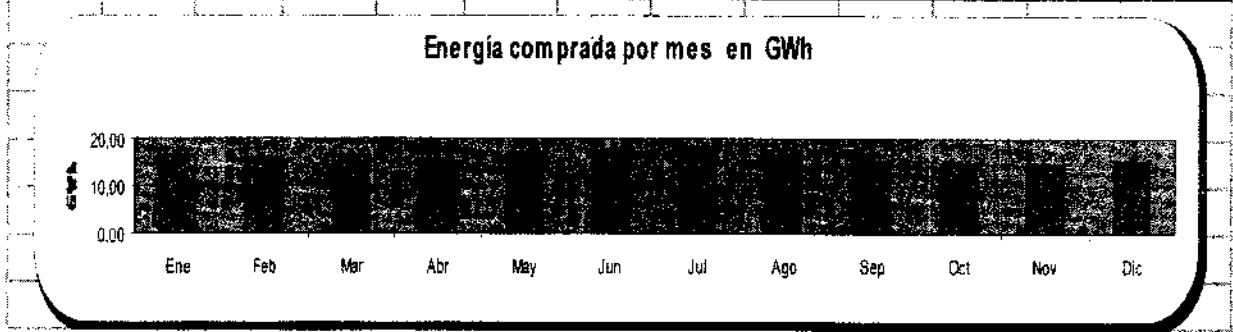 Energía comprada por mes en GWh
20.00
10.00
0.00
Ene Feb Mar Abr May Jun Jul Ago Sep Oct Nov Dic